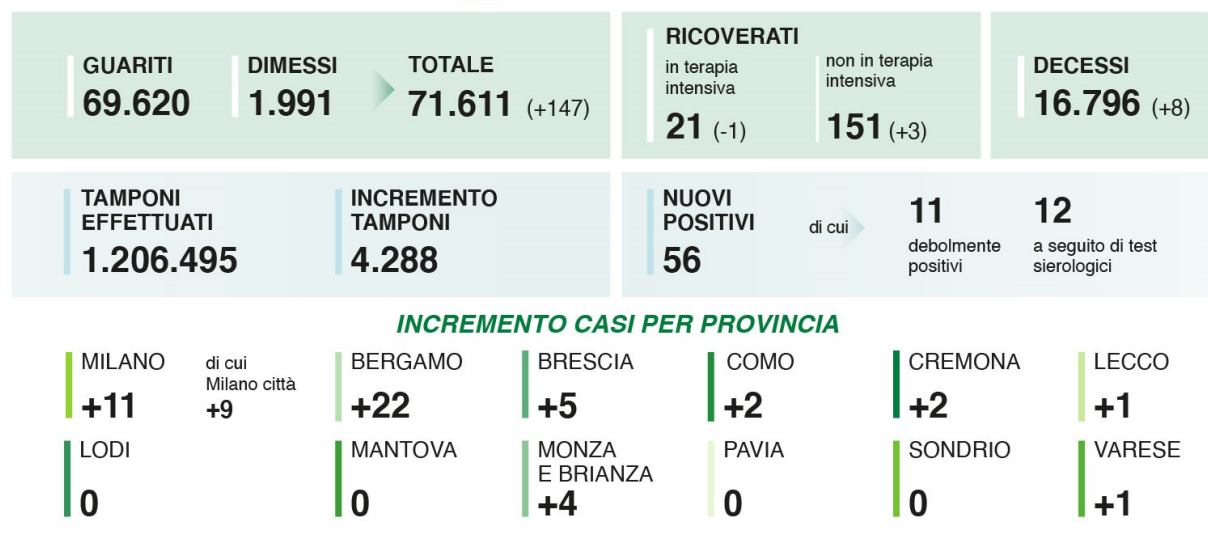 GUARITI
69.620
DIMESSI
1.991
TOTALE
71.611 (+147)
RICOVERATI
in terapia
intensiva
21 (-1)
non in terapia
intensiva
151 (+3)
DECESSI
16.796 (+8)
TAMPONI
EFFETTUATI
1.206.495
INCREMENTO
TAMPONI
4.288
NUOVI
POSITIVI
56
di cui
11
debolmente
positivi
12
a seguito di test
sierologici
INCREMENTO CASI PER PROVINCIA
MILANO
+11
di cui
Milano città
+9
BERGAMO
+22
BRESCIA
+5
COMO
+2
CREMONA
+2
LECCO
+1
LODI
0
MANTOVA
0
MONZA
E BRIANZA
+4
PAVIA
0
SONDRIO
0
VARESE
+1